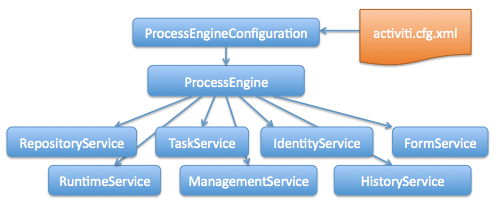 ProcessEngineConfiguration
activiti.cfg.xml
ProcessEngine
RepositoryService
TaskService
IdentityService
FormService
RuntimeService
ManagementService
HistoryService